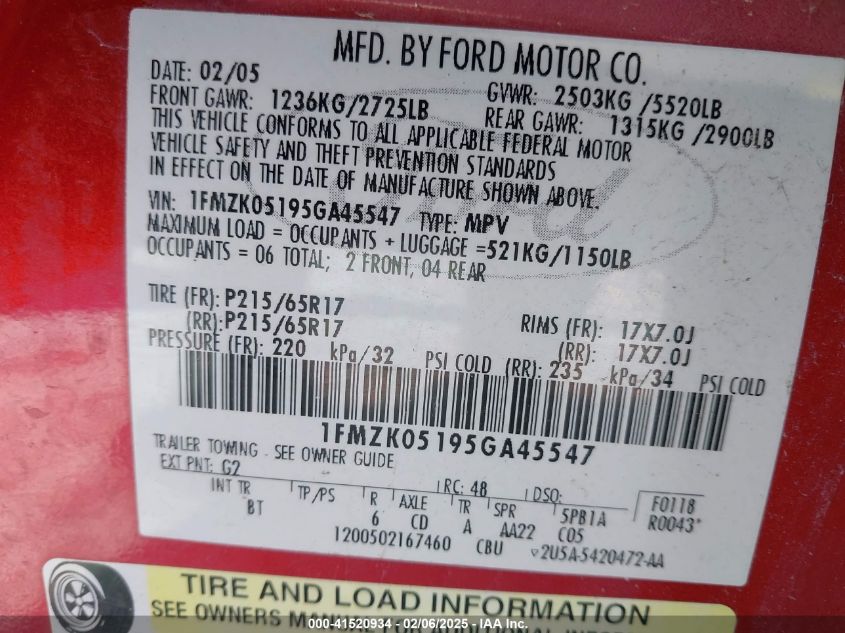 MFD. BY FORD MOTOR CO.
DATE: 02/05
GVWR: 2503KG /5520LB
FRONT GAWR: 1236KG/2725LB
REAR GAWR: 1315KG /2900LB
THIS VEHICLE CONFORMS TO ALL APPLICABLE FEDERAL MOTOR
VEHICLE SAFETY AND THEFT PREVENTION STANDARDS
IN EFFECT ON THE DATE OF MANUFACTURE SHOWN ABOVE.
VIN: 1FMZK05195GA45547 TYPE: MPV
MAXIMUM LOAD = OCCUPANTS + LUGGAGE =521KG/1150LB
OCCUPANTS = 06 TOTAL; 2 FRONT, 04 REAR
TIRE (FR): P215/65R17 RIMS (FR): 17X7.0J
(RR): P215/65R17 (RR): 17X7.0J
PRESSURE (FR): 220 kPa/32 PSI COLD (RR): 235 kPa/34 PSI COLD
1FMZK05195GA45547
TRAILER TOWING - SEE OWNER GUIDE
EXT PNT: G2 RC: 48 DSO: F0118
INT TR TP/PS R AXLE TR SPR 5PB1A R0043*
BT 6 CD A AA22 C05
1200502167460 CBU 2U5A-5420472-AA
TIRE AND LOAD INFORMATION
SEE OWNERS MANUAL FOR ADDITIONAL
000-41520934 - 02/06/2025 - IAA Inc.